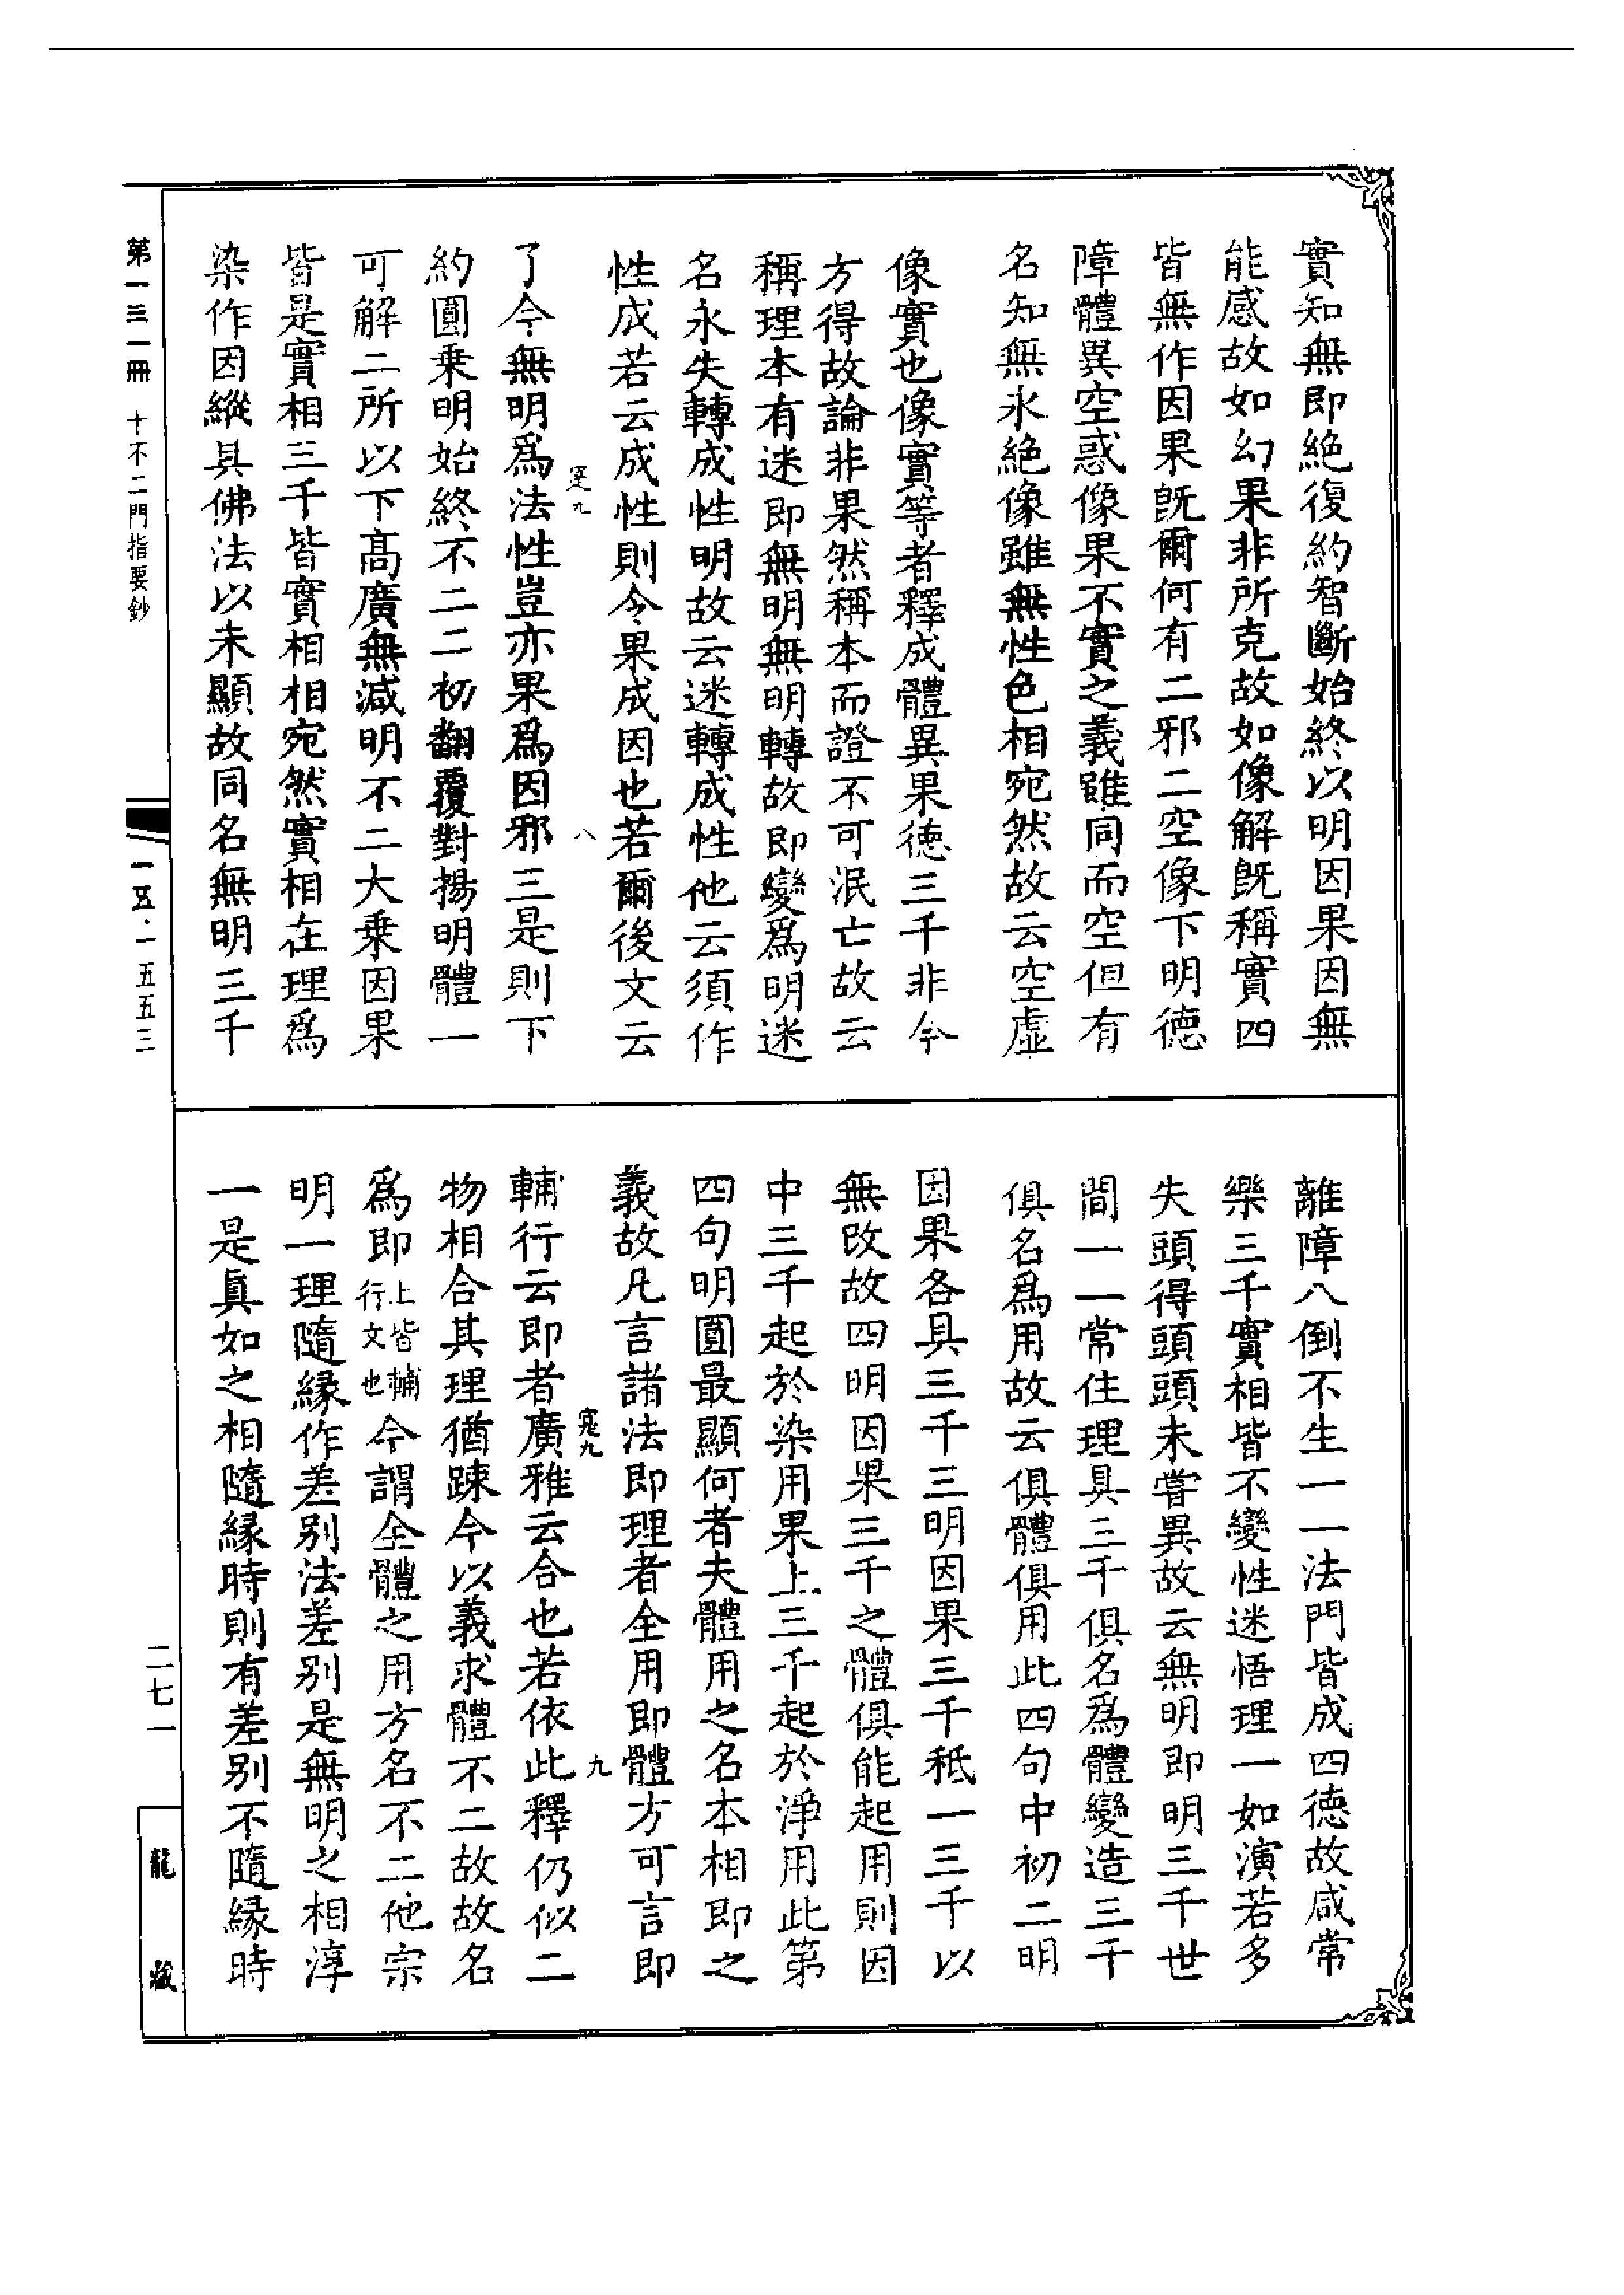 實知無即絶復約智斷始終以明因果因無
能感故如幻果非所克故如像解旣稱實四
皆無作因果旣爾何有二邪二空像下明德
障體異空惑像果不實之義雖同而空但有
名知無永絶像雖無性色相宛然故云空虛
像實也像實等者釋成體異果德三千非今
方得故論非果然稱本而證不可泯亡故云
稱理本有迷即無明無明轉故即變爲明迷
名永失轉成性明故云迷轉成性他云須作
性成若云成性則今果成因也若爾後文云
八
了今無明爲法性豈亦果爲因邪三是則下
約圓乗明始終不二二初翻覆對揚明體一
可解二所以下高廣無減明不二大乗因果
皆是實相三千皆實相相宛然實相在理爲
染作因縱具佛法以未顯故同名無明三千
離障八倒不生一一法門皆成四德故咸常
樂三千實相皆不變性迷悟理一如演若多
失頭得頭頭未嘗異故云無明即明三千世
間一一常住理具三千俱名爲體變造三千
俱名爲用故云俱體俱用此四句中初二明
因果各具三千三明因果三千秖一三千以
無改故四明因果三千之體俱能起用則因
中三千起於染用果上三千起於淨用此第
四句明圓最顯何者夫體用之名本相即之
義故凡言諸法即理者全用即體方可言即
九
輔行云即者廣雅云合也若依此釋仍似二
物相合其理猶踈今以義求體不二故故名
爲即上皆輔行文也今謂全體之用方名不二他宗
明一理隨緣作差别法差别是無明之相淳
一是真如之相隨緣時則有差别不隨緣時
第一三一冊 十不二門指要鈔
一五·一五五三
二七一
龍藏